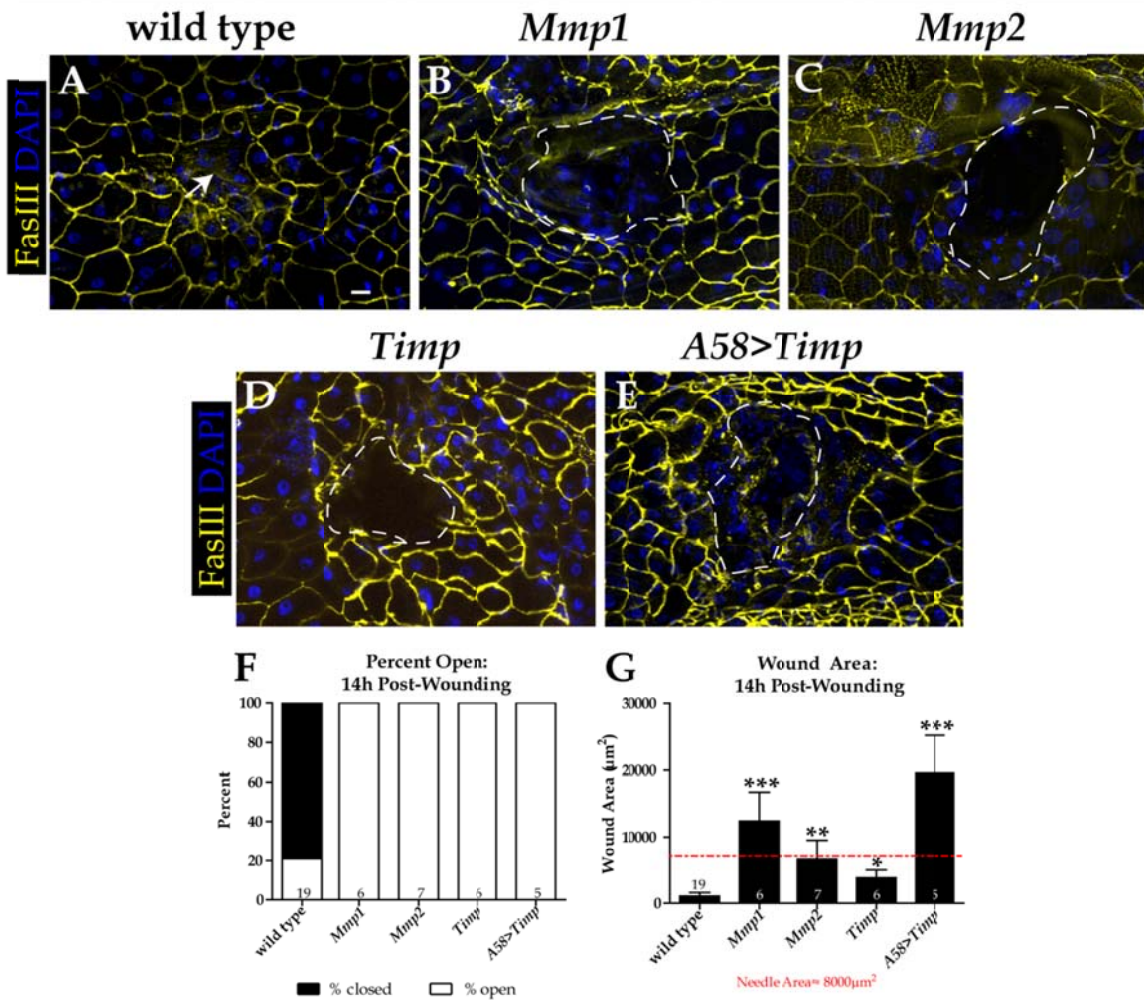 wild type
Mmp1
Mmp2
A
B
C
FasIII DAPI
Timp
A58>Timp
D
E
FasIII DAPI
F
Percent Open:
14h Post-Wounding
Percent
100
80
60
40
20
0
19
6
7
5
wild type
Mmp1
Mmp2
Timp
A58>Timp
% closed
% open
G
Wound Area:
14h Post-Wounding
Wound Area (µm²)
30000
20000
10000
0
19
***
6
**
7
*
6
***
5
wild type
Mmp1
Mmp2
Timp
A58>Timp
Needle Area≈ 8000µm²